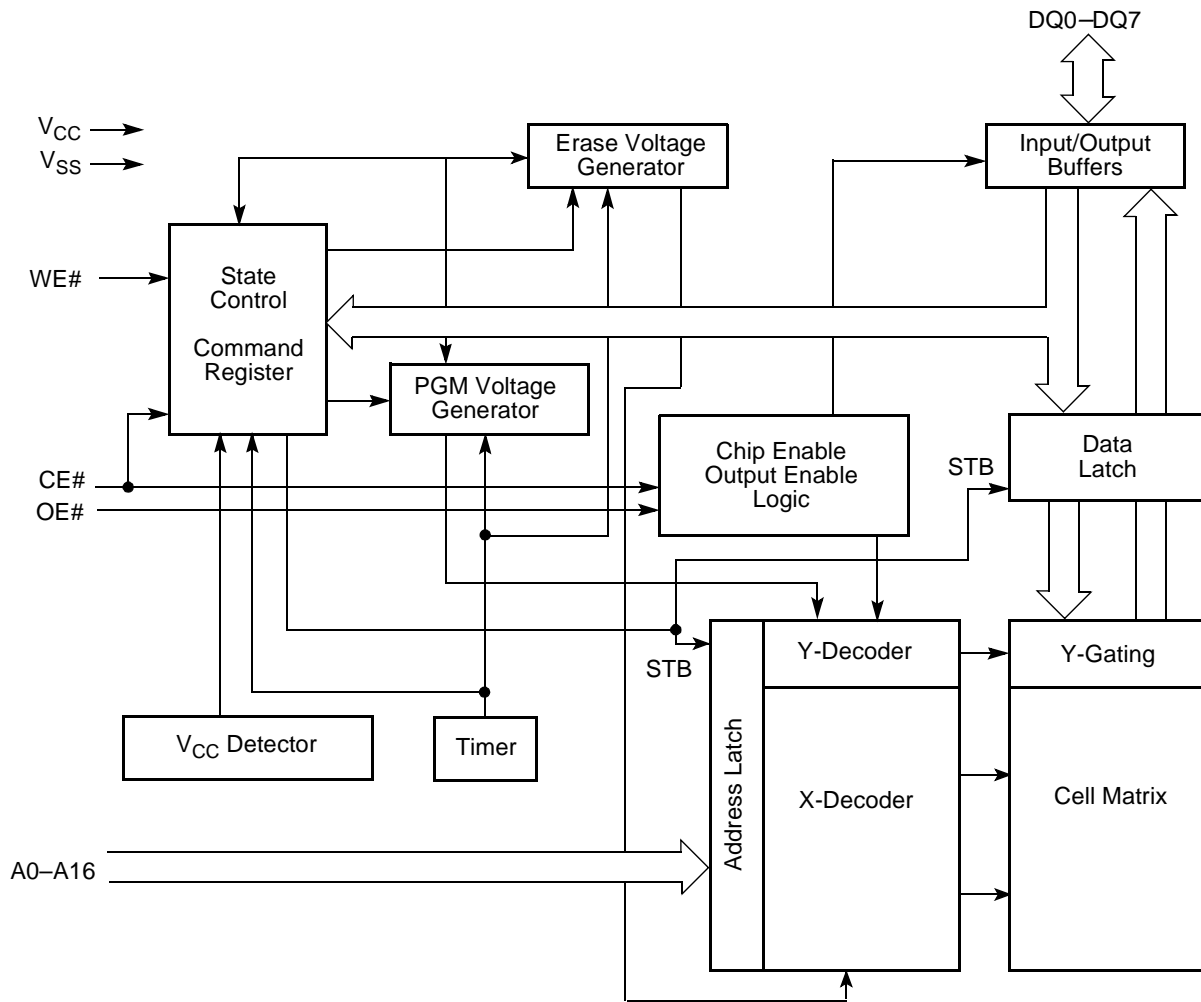 DQ0–DQ7
VCC
VSS
Erase Voltage
Generator
Input/Output
Buffers
WE#
State
Control
Command
Register
PGM Voltage
Generator
Chip Enable
Output Enable
Logic
STB
Data
Latch
CE#
OE#
STB
Y-Decoder
Y-Gating
VCC Detector
Timer
Address Latch
X-Decoder
Cell Matrix
A0–A16